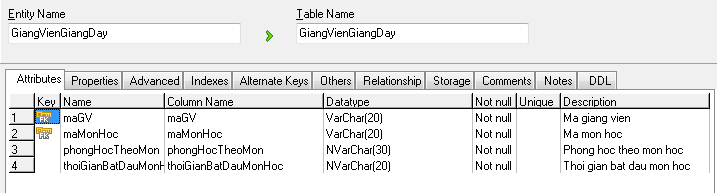 Entity Name Table Name
GiangVienGiangDay GiangVienGiangDay
Attributes Properties Advanced Indexes Alternate Keys Others Relationship Storage Comments Notes DDL
Key Name Column Name Datatype Not null Unique Description
1 FK maGV maGV VarChar(20) Not null Ma giang vien
2 FK maMonHoc maMonHoc VarChar(20) Not null Ma mon hoc
3 phongHocTheoMon phongHocTheoMon NVarChar(30) Not null Phong hoc theo mon hoc
4 thoiGianBatDauMonH thoiGianBatDauMonHoc NVarChar(20) Not null Thoi gian bat dau mon hoc